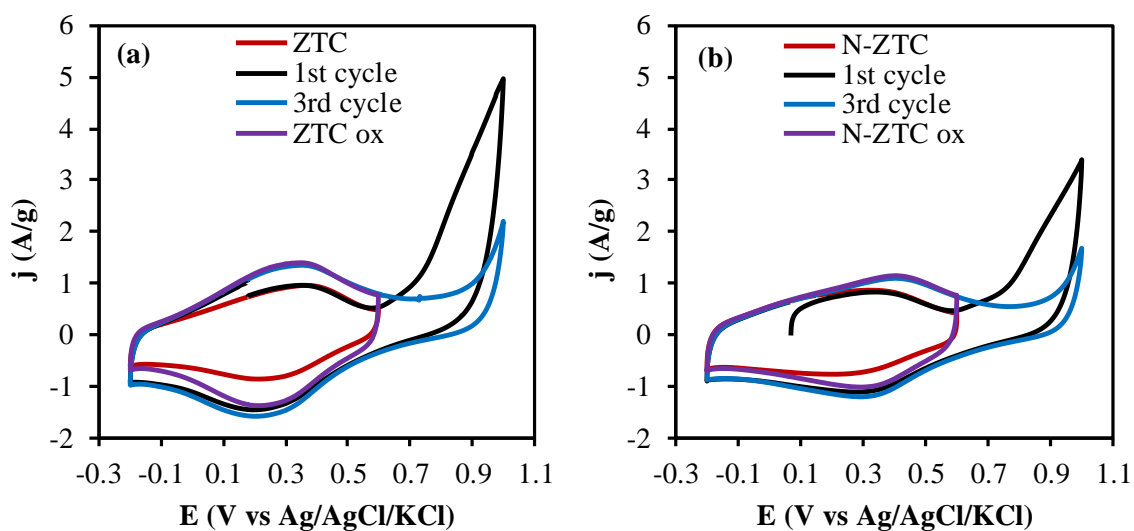 (a)
ZTC
1st cycle
3rd cycle
ZTC ox
6
5
4
3
2
1
0
-1
-2
j (A/g)
-0.3 -0.1 0.1 0.3 0.5 0.7 0.9 1.1
E (V vs Ag/AgCl/KCl)
(b)
N-ZTC
1st cycle
3rd cycle
N-ZTC ox
6
5
4
3
2
1
0
-1
-2
j (A/g)
-0.3 -0.1 0.1 0.3 0.5 0.7 0.9 1.1
E (V vs Ag/AgCl/KCl)